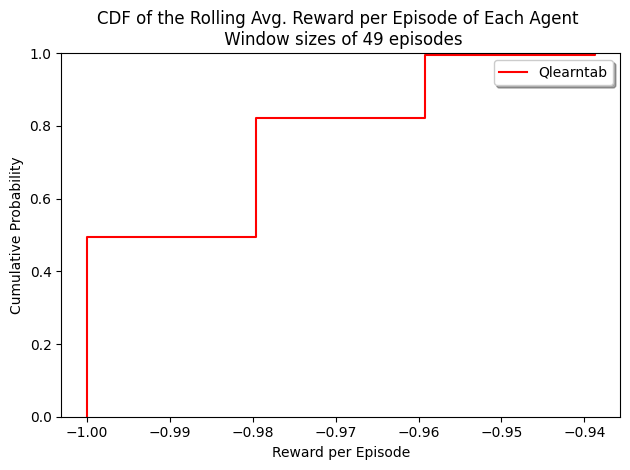 CDF of the Rolling Avg. Reward per Episode of Each Agent
Window sizes of 49 episodes
Qlearntab
Cumulative Probability
1.0
0.8
0.6
0.4
0.2
0.0
−1.00 −0.99 −0.98 −0.97 −0.96 −0.95 −0.94
Reward per Episode